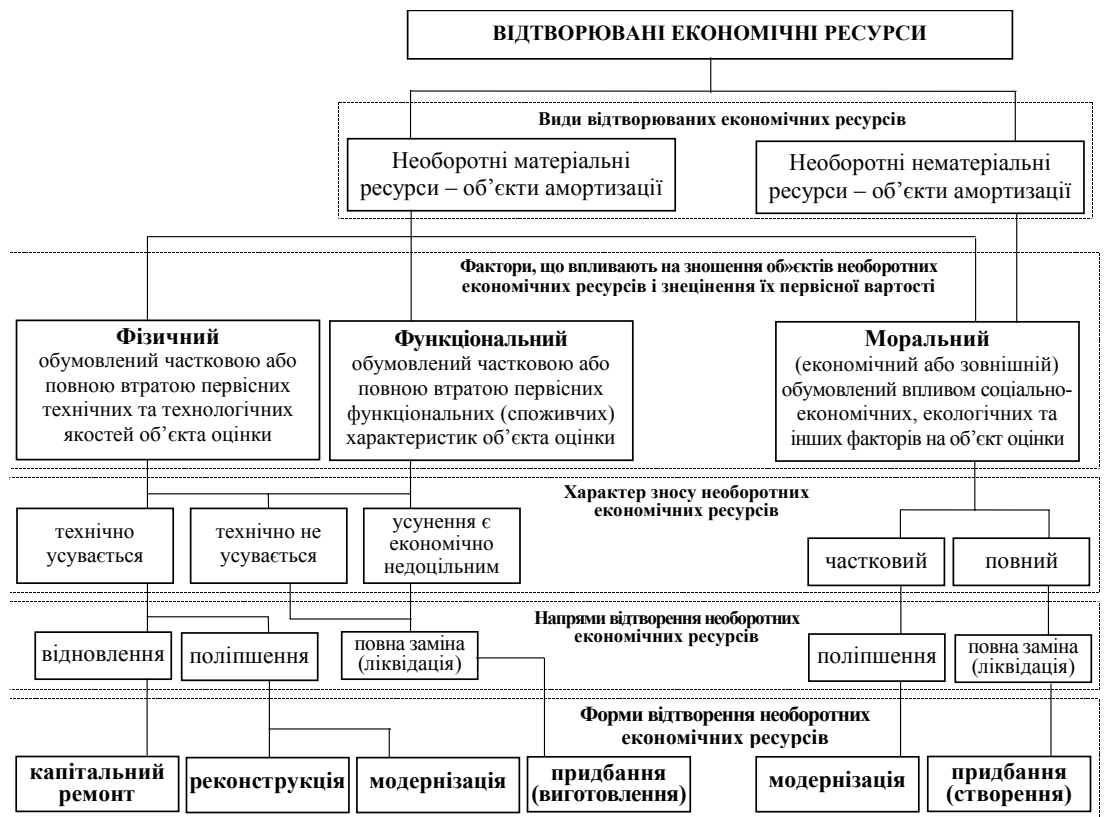 ВІДТВОРЮВАНІ ЕКОНОМІЧНІ РЕСУРСИ
Види відтворюваних економічних ресурсів
Необоротні матеріальні
ресурси – об’єкти амортизації
Необоротні нематеріальні
ресурси – об’єкти амортизації
Фактори, що впливають на зношення об»єктів необоротних
економічних ресурсів і знецінення їх первісної вартості
Фізичний
обумовлений частковою або
повною втратою первісних
технічних та технологічних
якостей об’єкта оцінки
Функціональний
обумовлений частковою або
повною втратою первісних
функціональних (споживчих)
характеристик об’єкта оцінки
Моральний
(економічний або зовнішній)
обумовлений впливом соціально-
економічних, екологічних та
інших факторів на об’єкт оцінки
Характер зносу необоротних
економічних ресурсів
технічно
усувається
технічно не
усувається
усунення є
економічно
недоцільним
частковий
повний
Напрями відтворення необоротних
економічних ресурсів
відновлення
поліпшення
повна заміна
(ліквідація)
поліпшення
повна заміна
(ліквідація)
Форми відтворення необоротних
економічних ресурсів
капітальний
ремонт
реконструкція
модернізація
придбання
(виготовлення)
модернізація
придбання
(створення)